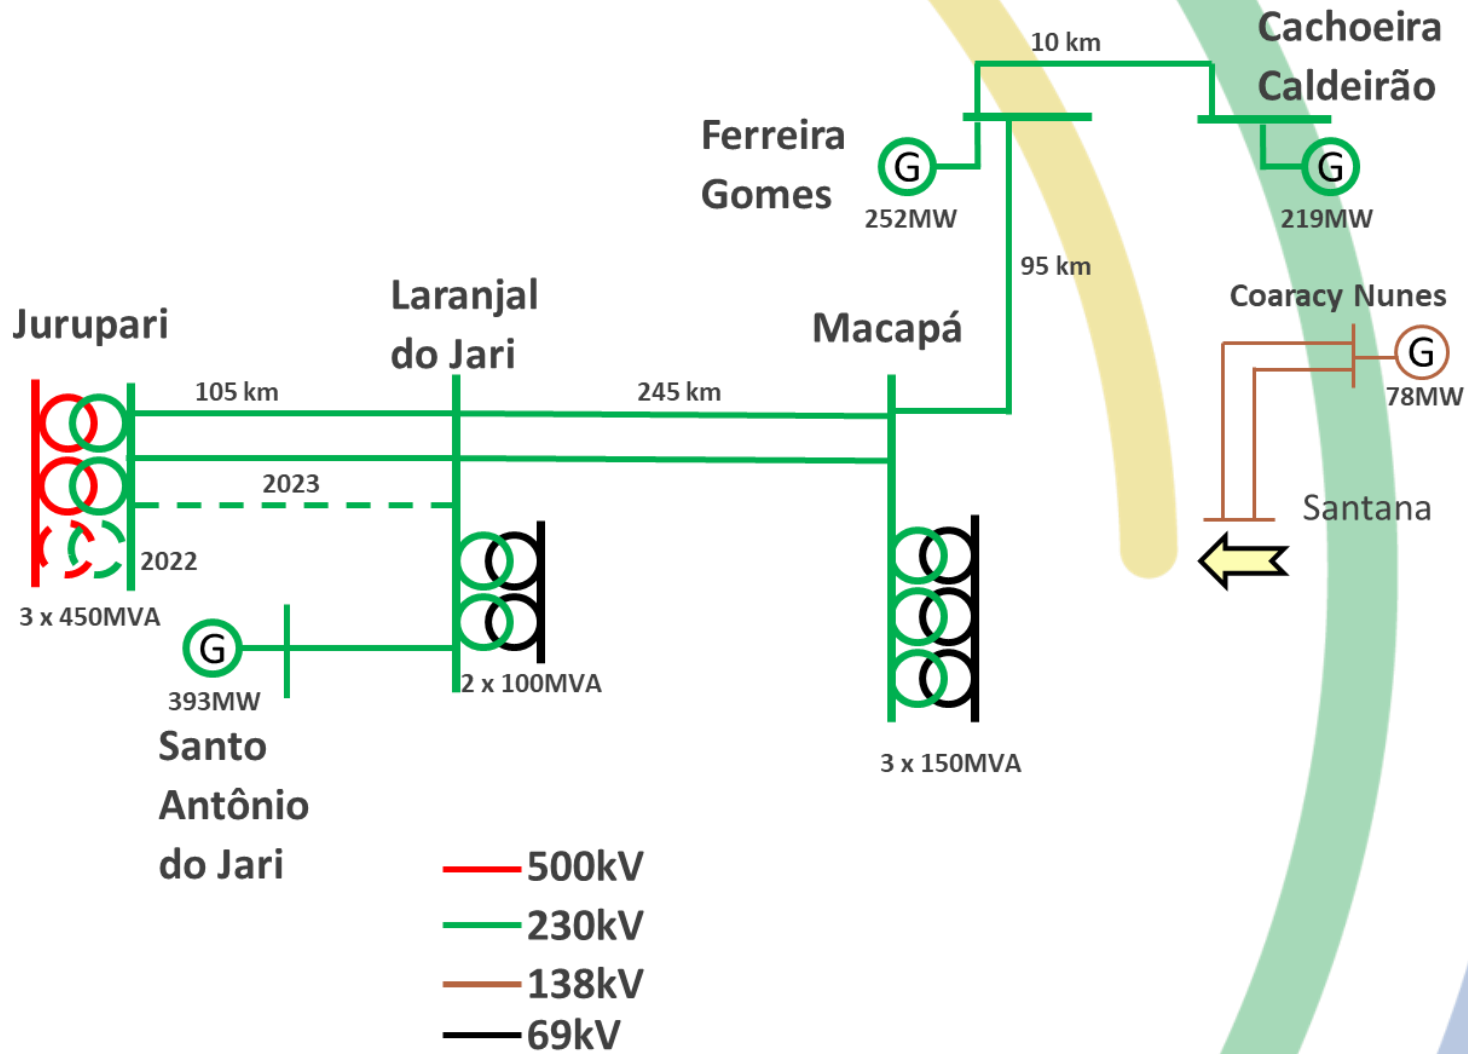 10 km
Cachoeira
Caldeirão
Ferreira
Gomes
G
252MW
G
219MW
95 km
Coaracy Nunes
G
78MW
Santana
Jurupari
Laranjal
do Jari
Macapá
105 km
245 km
2023
2022
3 x 450MVA
G
393MW
2 x 100MVA
3 x 150MVA
Santo
Antônio
do Jari
500kV
230kV
138kV
69kV